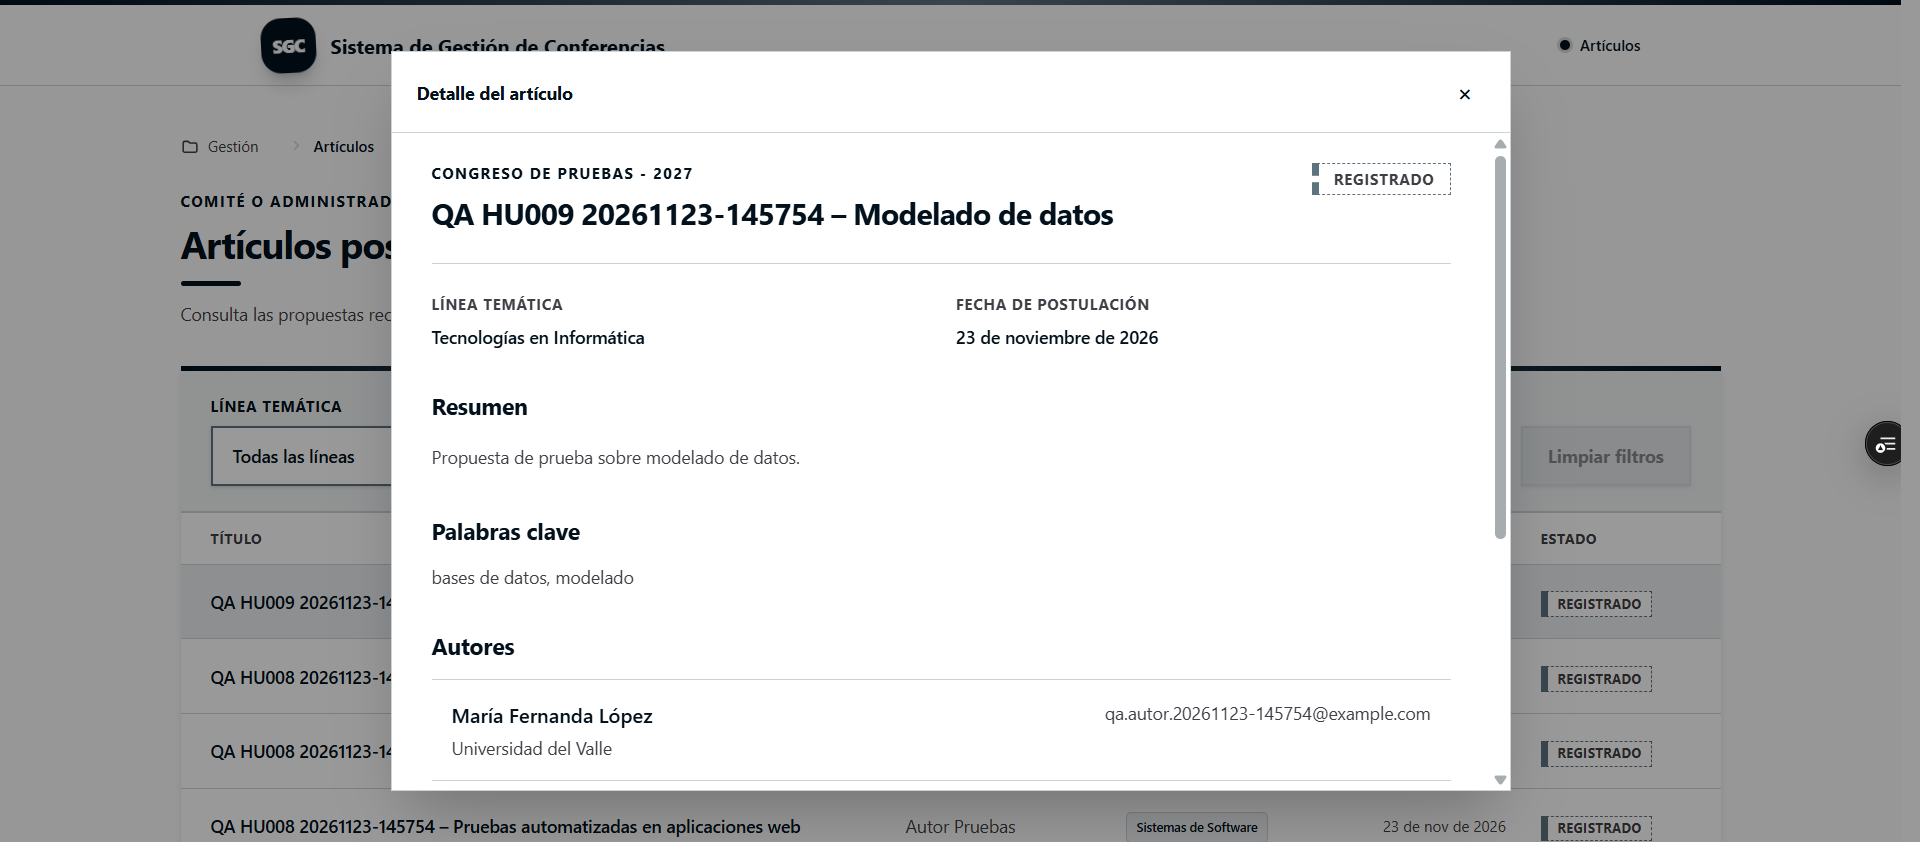 SGC
Sistema de Gestión de Conferencias
Artículos
Gestión
Artículos
COMITÉ O
Artículos
Consulta las propuestas
LÍNEA TEMÁTICA
Todas las líneas
Limpiar filtros
TÍTULO
ESTADO
QA HU009 20261123-14
REGISTRADO
QA HU008 20261123-14
REGISTRADO
QA HU008 20261123-14
REGISTRADO
QA HU008 20261123-145754 – Pruebas automatizadas en aplicaciones web
Autor Pruebas
Sistemas de Software
23 de nov de 2026
REGISTRADO
Detalle del artículo
×
CONGRESO DE PRUEBAS - 2027
REGISTRADO
QA HU009 20261123-145754 – Modelado de datos
LÍNEA TEMÁTICA
Tecnologías en Informática
FECHA DE POSTULACIÓN
23 de noviembre de 2026
Resumen
Propuesta de prueba sobre modelado de datos.
Palabras clave
bases de datos, modelado
Autores
María Fernanda López
qa.autor.20261123-145754@example.com
Universidad del Valle